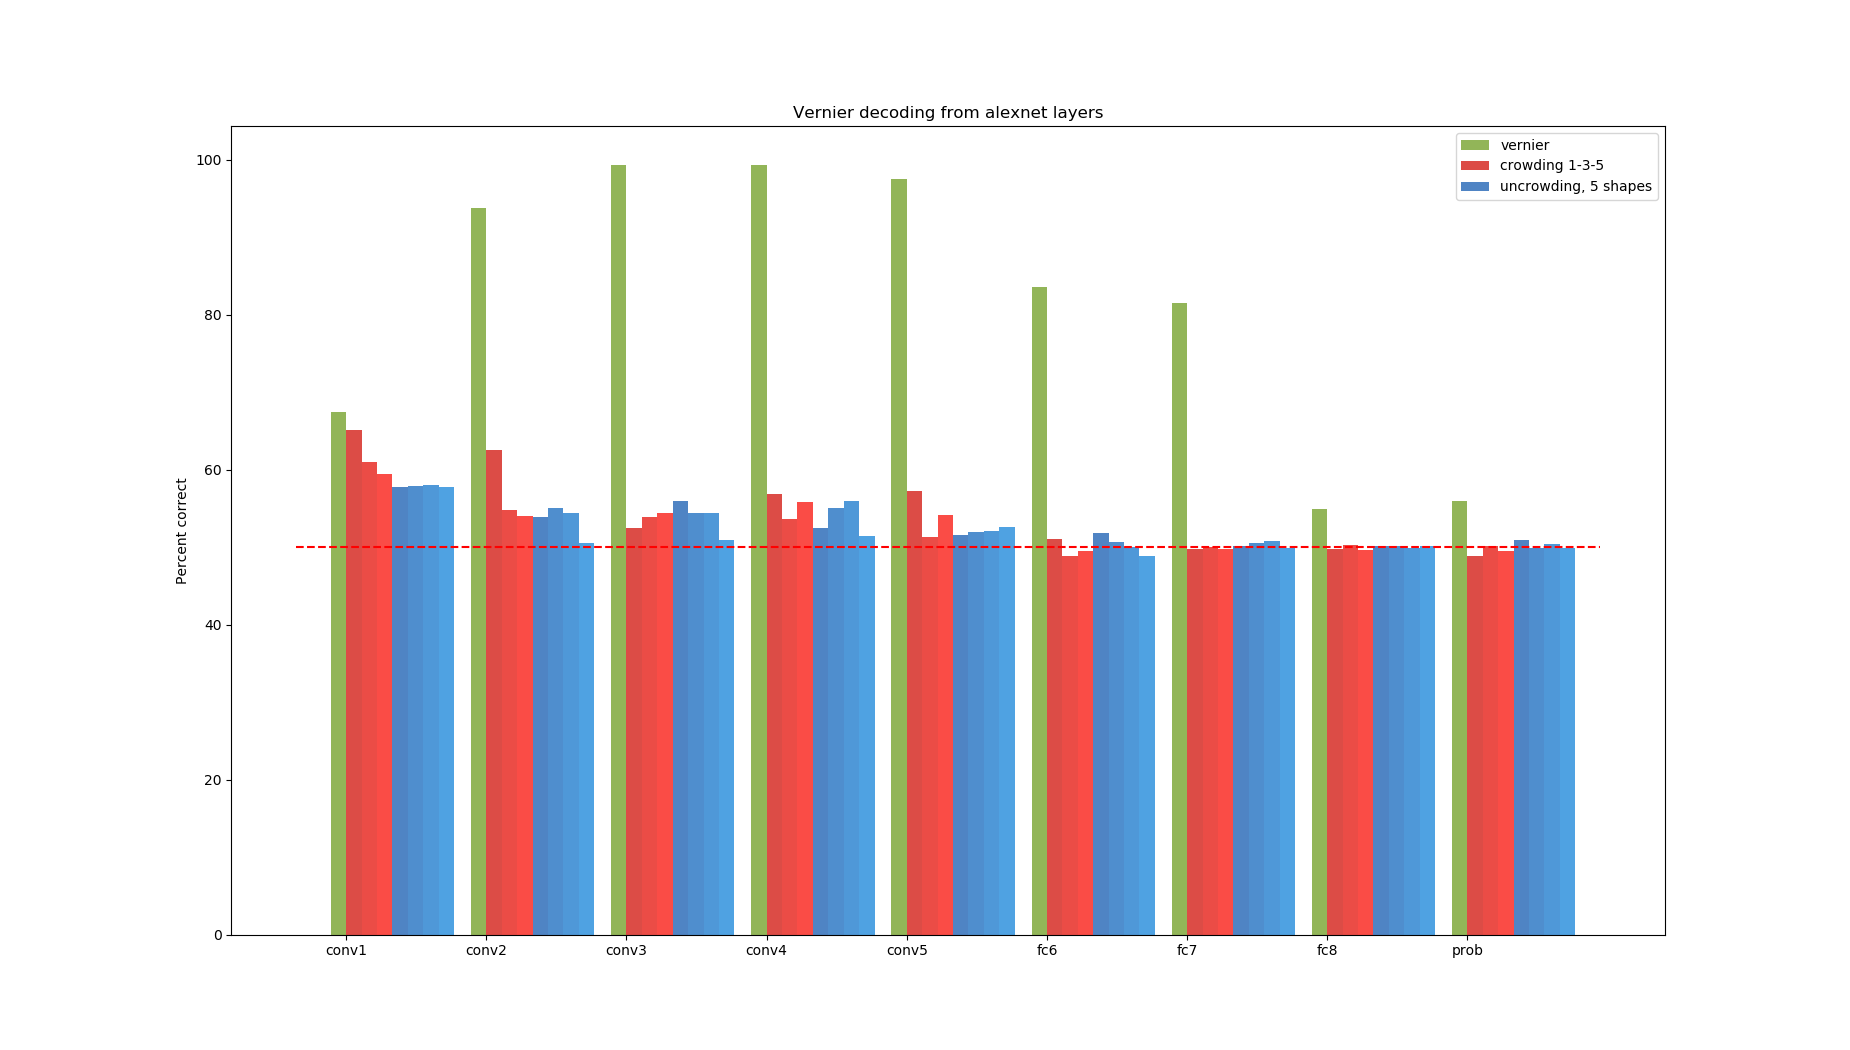 Vernier decoding from alexnet layers
vernier
crowding 1-3-5
uncrowding, 5 shapes
Percent correct
100
80
60
40
20
0
conv1 conv2 conv3 conv4 conv5 fc6 fc7 fc8 prob